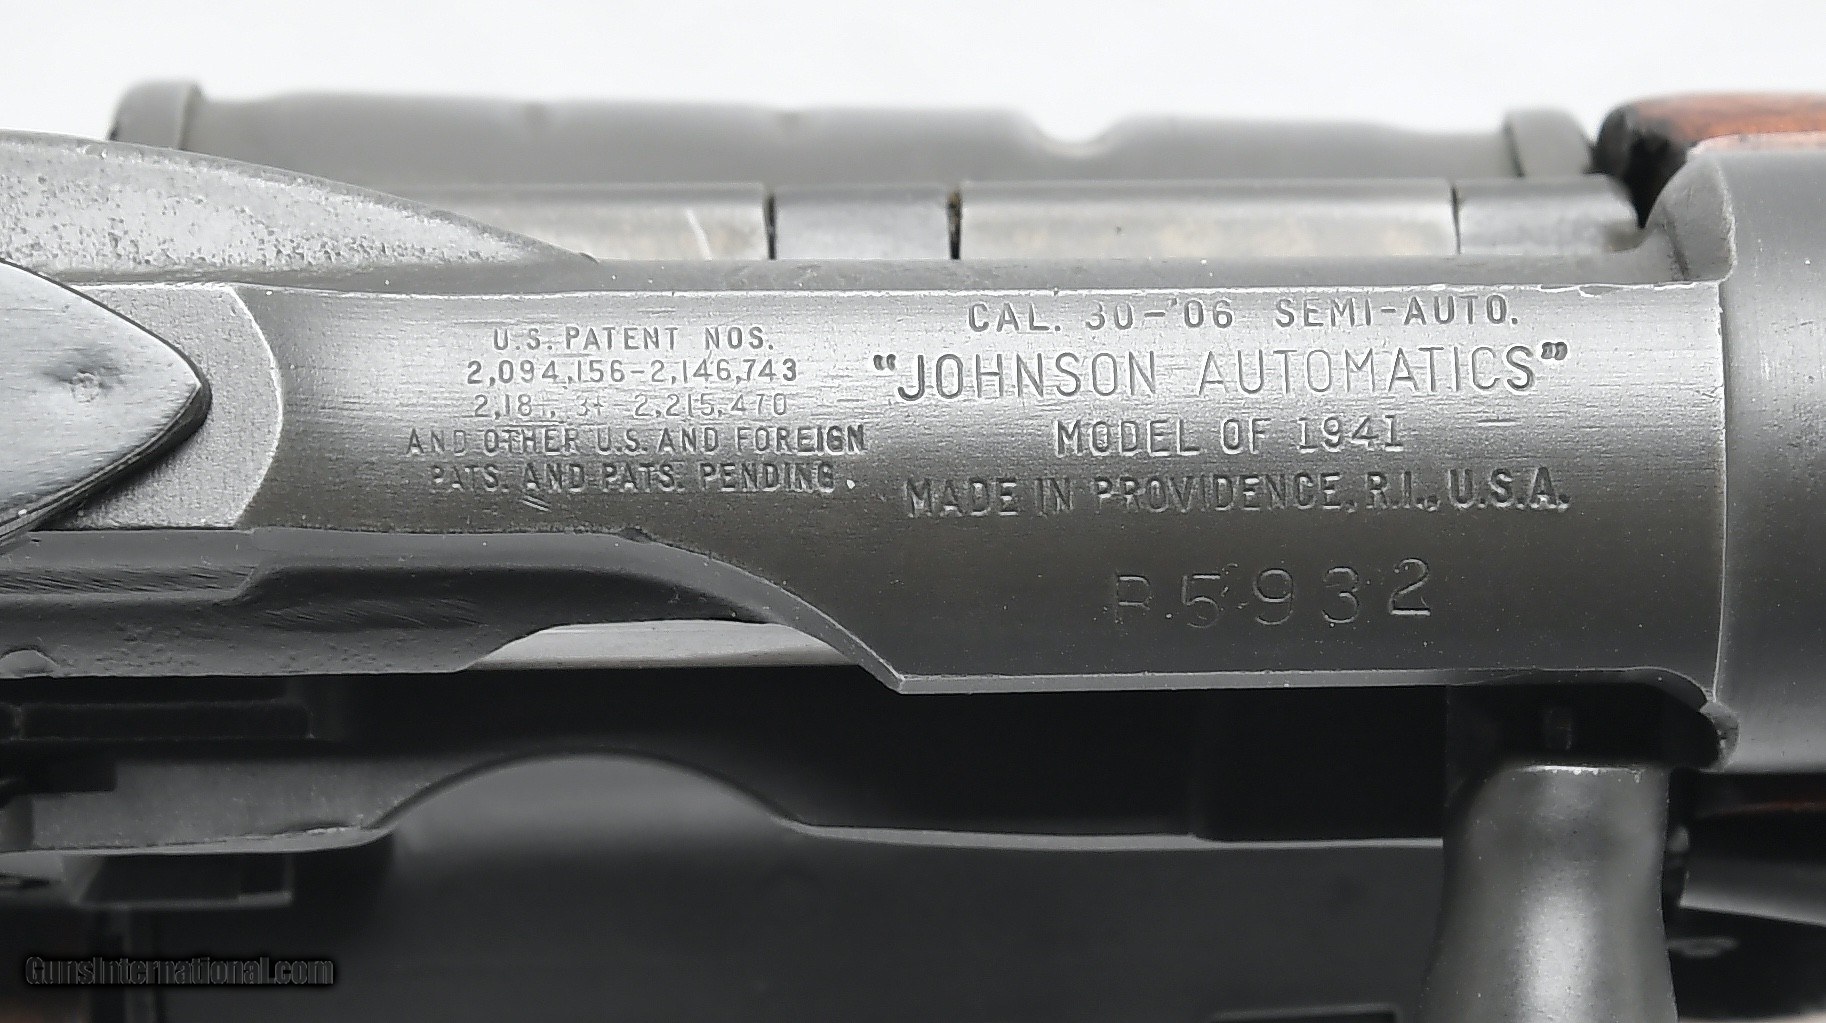 U.S. PATENT NOS.
2,094,156-2,146,743
2,215,470
AND OTHER U.S. AND FOREIGN
PATS. AND PATS. PENDING.
CAL. 30-'06 SEMI-AUTO.
"JOHNSON AUTOMATICS"
MODEL OF 1941
MADE IN PROVIDENCE, R.I., U.S.A.
5932
GunsInternational.com